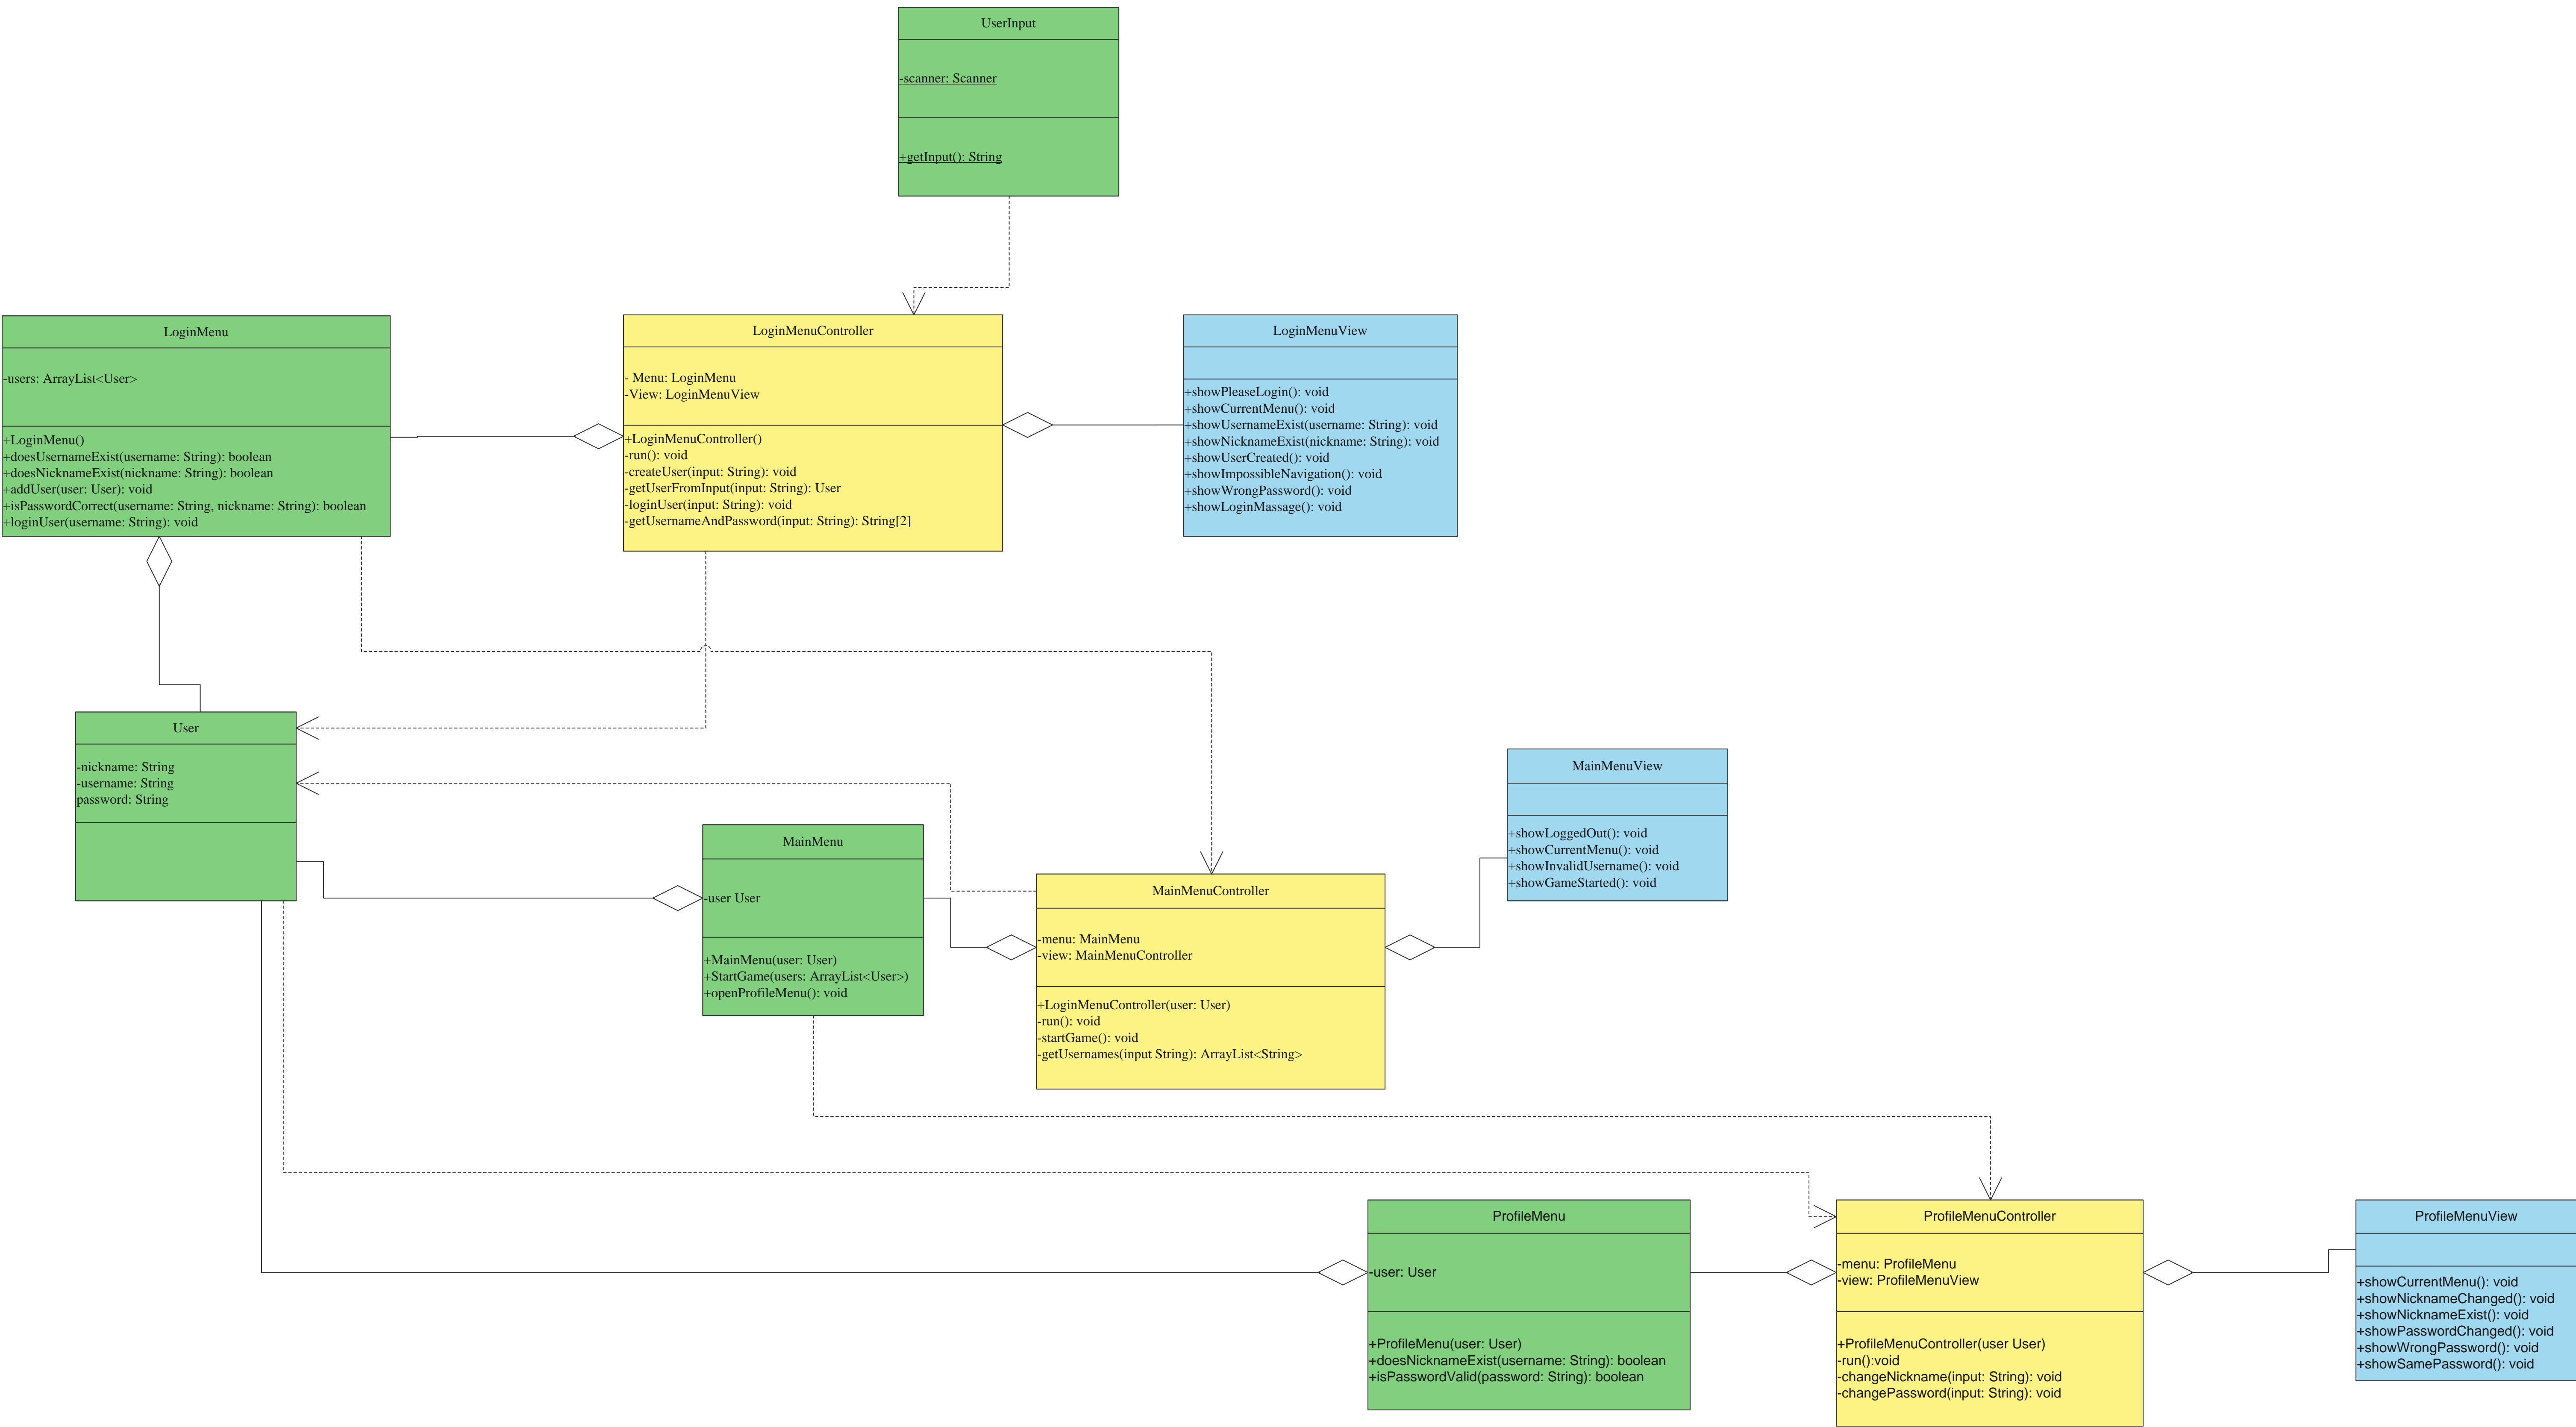 UserInput
-scanner: Scanner
+getInput(): String
LoginMenu
-users: ArrayList<User>
+LoginMenu()
+doesUsernameExist(username: String): boolean
+doesNicknameExist(nickname: String): boolean
+addUser(user: User): void
+isPasswordCorrect(username: String, nickname: String): boolean
+loginUser(username: String): void
LoginMenuController
- Menu: LoginMenu
-View: LoginMenuView
+LoginMenuController()
-run(): void
-createUser(input: String): void
-getUserFromInput(input: String): User
-loginUser(input: String): void
-getUsernameAndPassword(input: String): String[2]
LoginMenuView
+showPleaseLogin(): void
+showCurrentMenu(): void
+showUsernameExist(username: String): void
+showNicknameExist(nickname: String): void
+showUserCreated(): void
+showImpossibleNavigation(): void
+showWrongPassword(): void
+showLoginMassage(): void
User
-nickname: String
-username: String
password: String
MainMenu
-user User
+MainMenu(user: User)
+StartGame(users: ArrayList<User>)
+openProfileMenu(): void
MainMenuController
-menu: MainMenu
-view: MainMenuController
+LoginMenuController(user: User)
-run(): void
-startGame(): void
-getUsernames(input String): ArrayList<String>
MainMenuView
+showLoggedOut(): void
+showCurrentMenu(): void
+showInvalidUsername(): void
+showGameStarted(): void
ProfileMenu
-user: User
+ProfileMenu(user: User)
+doesNicknameExist(username: String): boolean
+isPasswordValid(password: String): boolean
ProfileMenuController
-menu: ProfileMenu
-view: ProfileMenuView
+ProfileMenuController(user User)
-run():void
-changeNickname(input: String): void
-changePassword(input: String): void
ProfileMenuView
+showCurrentMenu(): void
+showNicknameChanged(): void
+showNicknameExist(): void
+showPasswordChanged(): void
+showWrongPassword(): void
+showSamePassword(): void